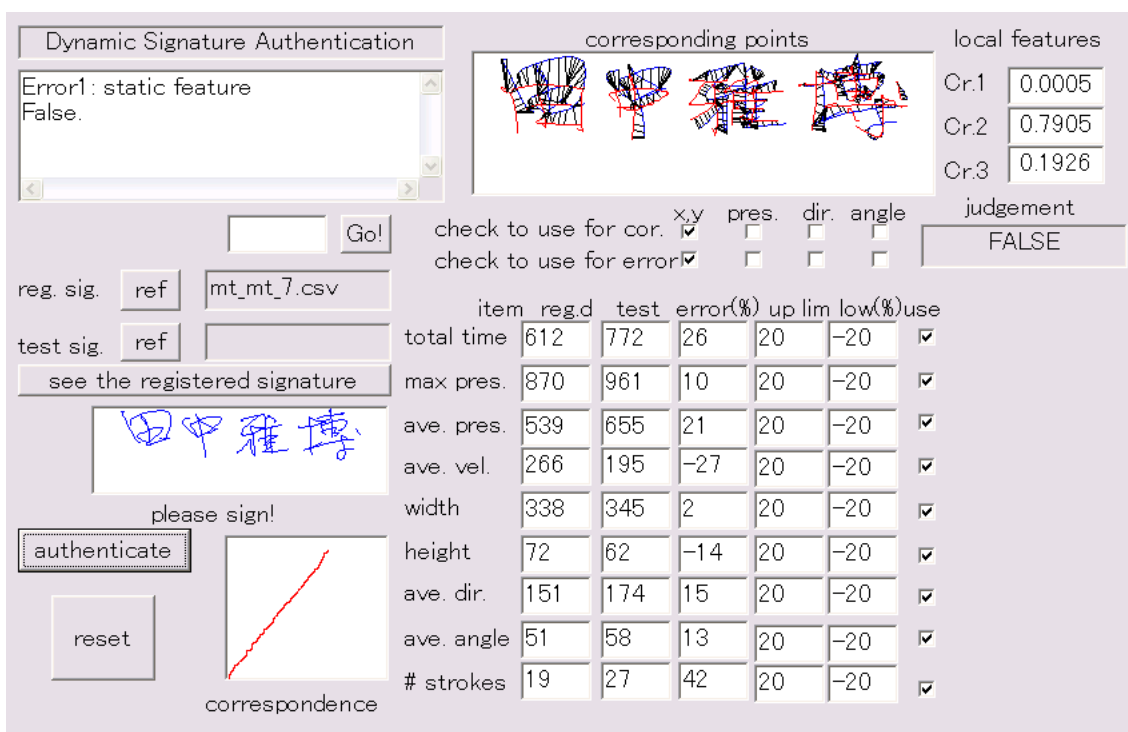 Dynamic Signature Authentication
Error1 : static feature
False.
corresponding points
local features
Cr.1 0.0005
Cr.2 0.7905
Cr.3 0.1926
judgement
FALSE
Go!
x,y pres. dir. angle
check to use for cor.
check to use for error
reg. sig. ref mt_mt_7.csv
test sig. ref
see the registered signature
田中雅博
please sign!
authenticate
reset
correspondence
item reg.d test error(%) up lim low(%) use
total time 612 772 26 20 -20
max pres. 870 961 10 20 -20
ave. pres. 539 655 21 20 -20
ave. vel. 266 195 -27 20 -20
width 338 345 2 20 -20
height 72 62 -14 20 -20
ave. dir. 151 174 15 20 -20
ave. angle 51 58 13 20 -20
# strokes 19 27 42 20 -20